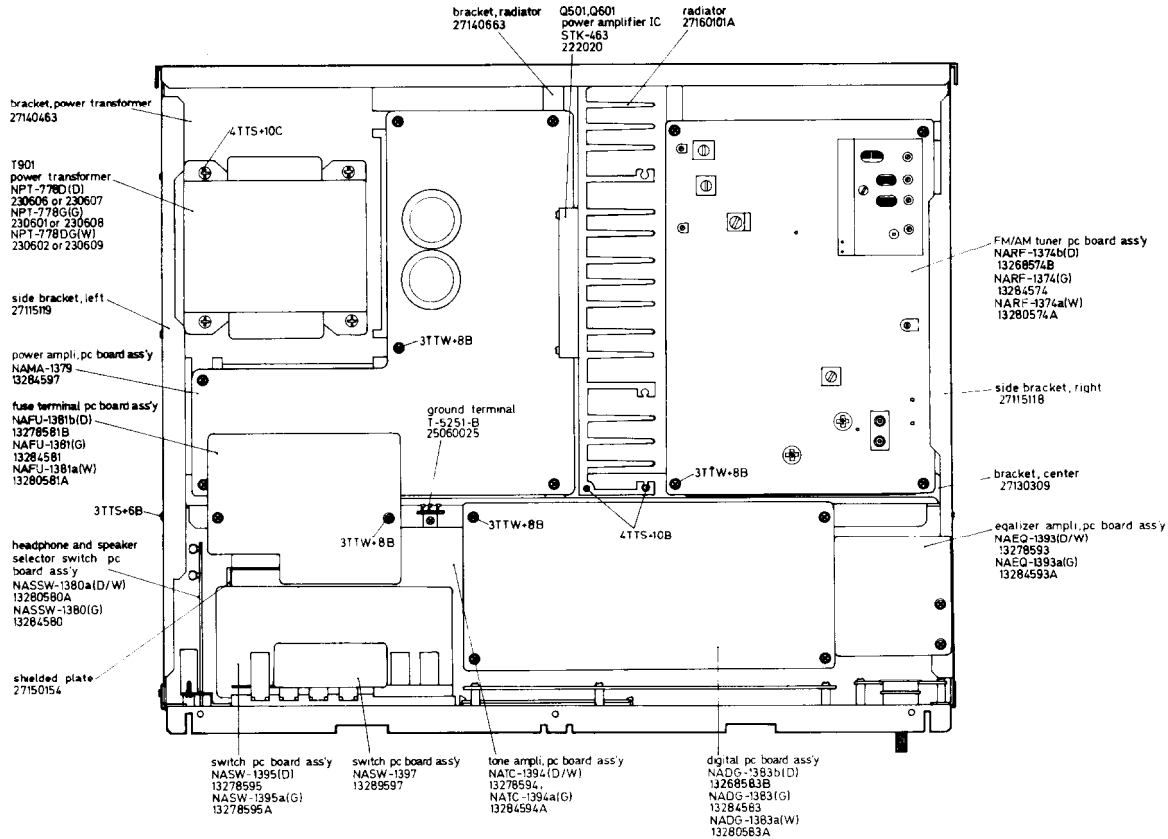 bracket, radiator
27140663
Q501,Q601
power amplifier IC
STK-463
222020
radiator
27160101A
bracket, power transformer
27140463
4TTS+10C
T901
power transformer
NPT-778D(D)
230606 or 230607
NPT-778G(G)
230601 or 230608
NPT-778DG(W)
230602 or 230609
side bracket, left
27115119
power ampli, pc board ass'y
NAMA-1379
13284597
fuse terminal pc board ass'y
NAFU-1381b(D)
13278581B
NAFU-1381(G)
13284581
NAFU-1381a(W)
13280581A
3TTS+6B
headphone and speaker
selector switch pc
board ass'y
NASSW-1380a(D/W)
13280580A
NASSW-1380(G)
13284580
shielded plate
27150154
3TTW+8B
ground terminal
T-5251-B
25060025
3TTW+8B
3TTW+8B
4TTS+10B
3TTW+8B
FM/AM tuner pc board ass'y
NARF-1374b(D)
13268574B
NARF-1374(G)
13284574
NARF-1374a(W)
13280574A
side bracket, right
27115118
bracket, center
27130309
eqalizer ampli, pc board ass'y
NAEQ-1393(D/W)
13278593
NAEQ-1393a(G)
13284593A
switch pc board ass'y
NASW-1395(D)
13278595
NASW-1395a(G)
13278595A
switch pc board ass'y
NASW-1397
13289597
tone ampli, pc board ass'y
NATC-1394(D/W)
13278594,
NATC-1394a(G)
13284594A
digital pc board ass'y
NADG-1383b(D)
13268583B
NADG-1383(G)
13284583
NADG-1383a(W)
13280583A